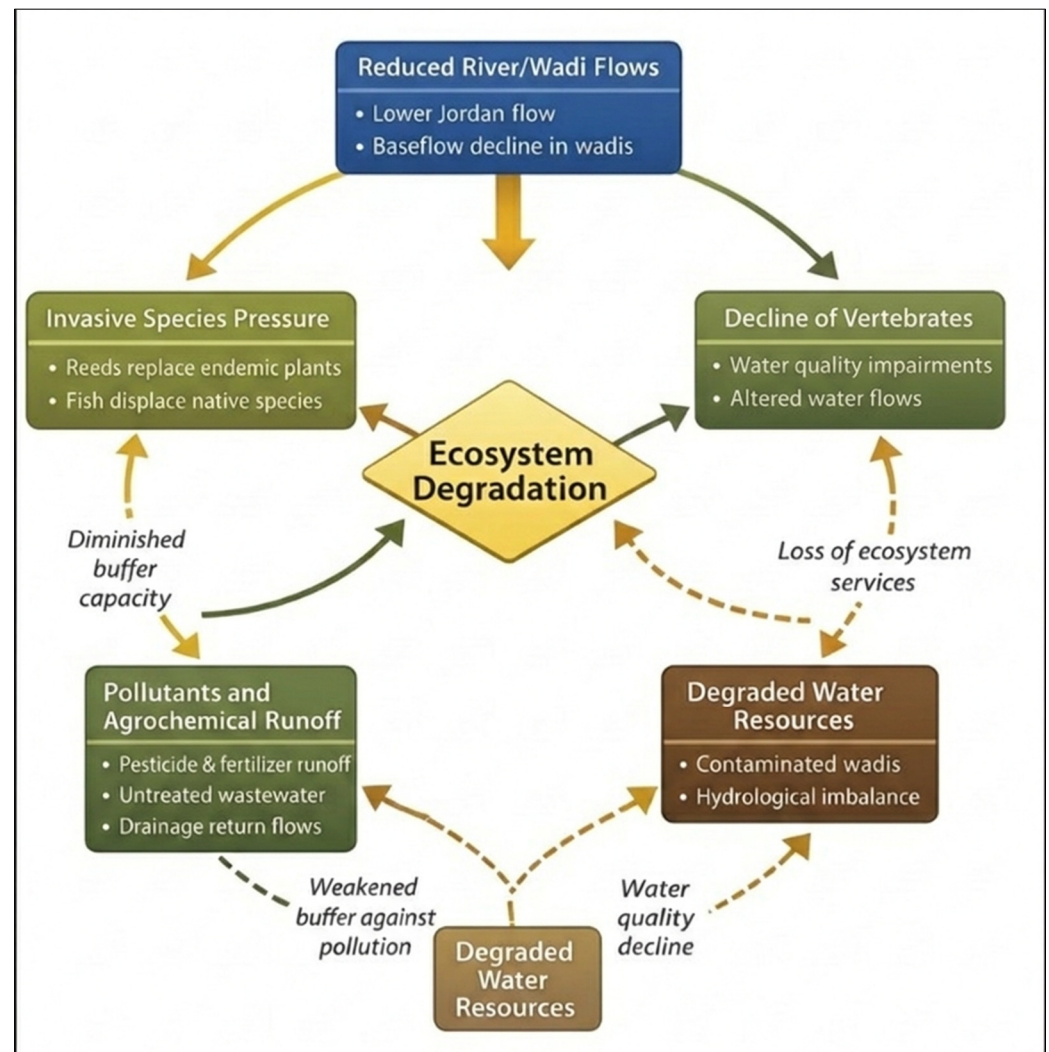 Reduced River/Wadi Flows
• Lower Jordan flow
• Baseflow decline in wadis
Invasive Species Pressure
• Reeds replace endemic plants
• Fish displace native species
Decline of Vertebrates
• Water quality impairments
• Altered water flows
Ecosystem
Degradation
Diminished
buffer
capacity
Loss of ecosystem
services
Pollutants and
Agrochemical Runoff
• Pesticide & fertilizer runoff
• Untreated wastewater
• Drainage return flows
Degraded Water
Resources
• Contaminated wadis
• Hydrological imbalance
Weakened
buffer against
pollution
Water
quality
decline
Degraded
Water
Resources